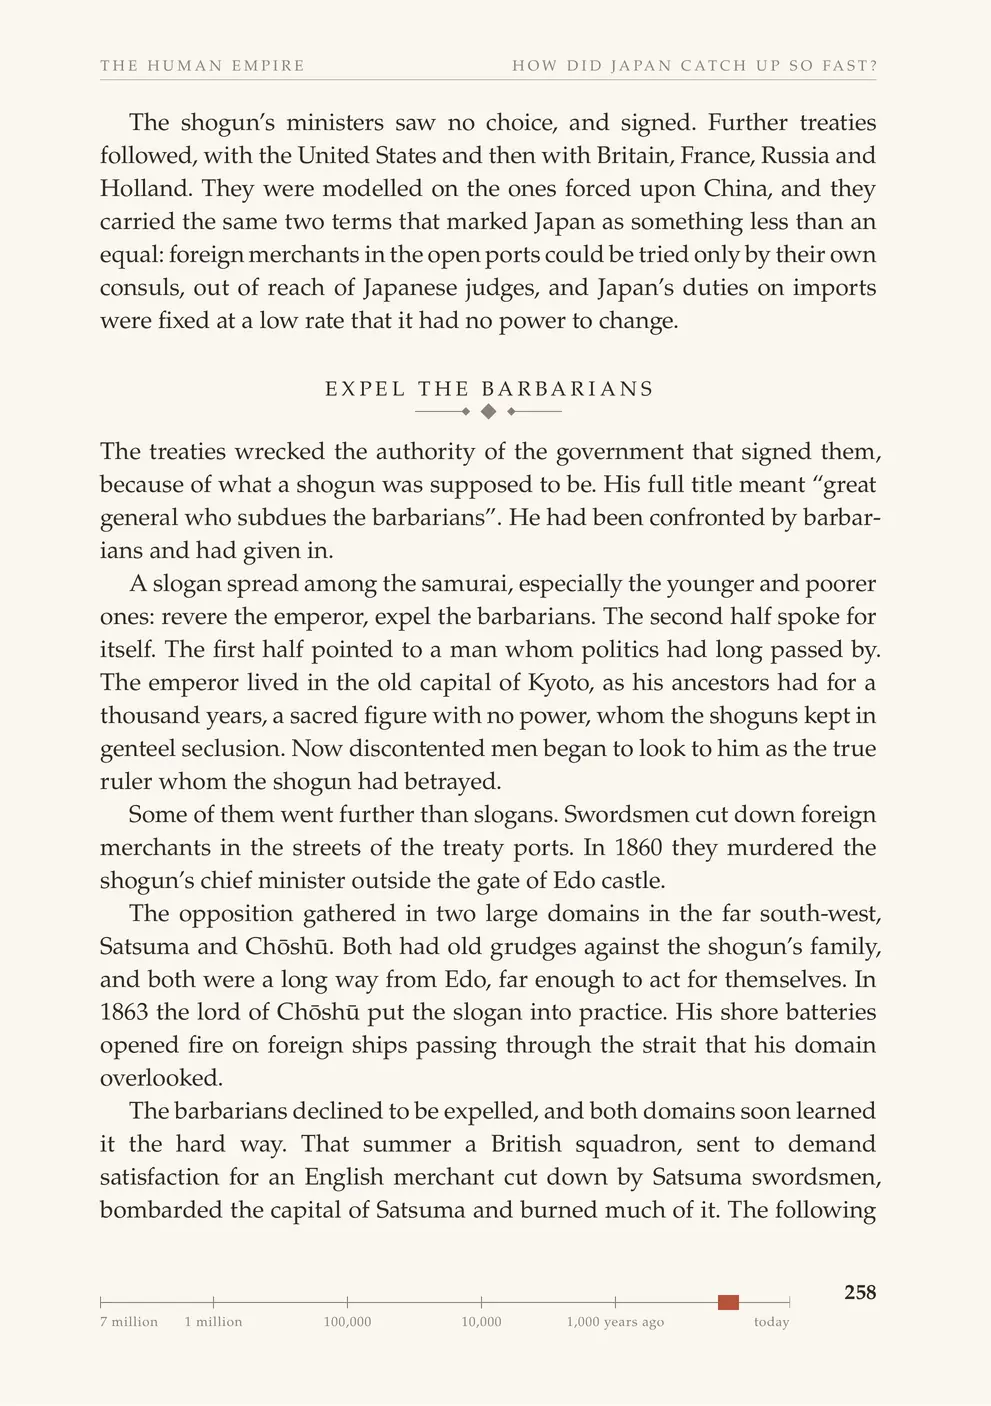 THE HUMAN EMPIRE
HOW DID JAPAN CATCH UP SO FAST?
The shogun’s ministers saw no choice, and signed. Further treaties
followed, with the United States and then with Britain, France, Russia and
Holland. They were modelled on the ones forced upon China, and they
carried the same two terms that marked Japan as something less than an
equal: foreign merchants in the open ports could be tried only by their own
consuls, out of reach of Japanese judges, and Japan’s duties on imports
were fixed at a low rate that it had no power to change.
EXPEL THE BARBARIANS
The treaties wrecked the authority of the government that signed them,
because of what a shogun was supposed to be. His full title meant “great
general who subdues the barbarians”. He had been confronted by barbar-
ians and had given in.
A slogan spread among the samurai, especially the younger and poorer
ones: revere the emperor, expel the barbarians. The second half spoke for
itself. The first half pointed to a man whom politics had long passed by.
The emperor lived in the old capital of Kyoto, as his ancestors had for a
thousand years, a sacred figure with no power, whom the shoguns kept in
genteel seclusion. Now discontented men began to look to him as the true
ruler whom the shogun had betrayed.
Some of them went further than slogans. Swordsmen cut down foreign
merchants in the streets of the treaty ports. In 1860 they murdered the
shogun’s chief minister outside the gate of Edo castle.
The opposition gathered in two large domains in the far south-west,
Satsuma and Chōshū. Both had old grudges against the shogun’s family,
and both were a long way from Edo, far enough to act for themselves. In
1863 the lord of Chōshū put the slogan into practice. His shore batteries
opened fire on foreign ships passing through the strait that his domain
overlooked.
The barbarians declined to be expelled, and both domains soon learned
it the hard way. That summer a British squadron, sent to demand
satisfaction for an English merchant cut down by Satsuma swordsmen,
bombarded the capital of Satsuma and burned much of it. The following
258
7 million 1 million 100,000 10,000 1,000 years ago today